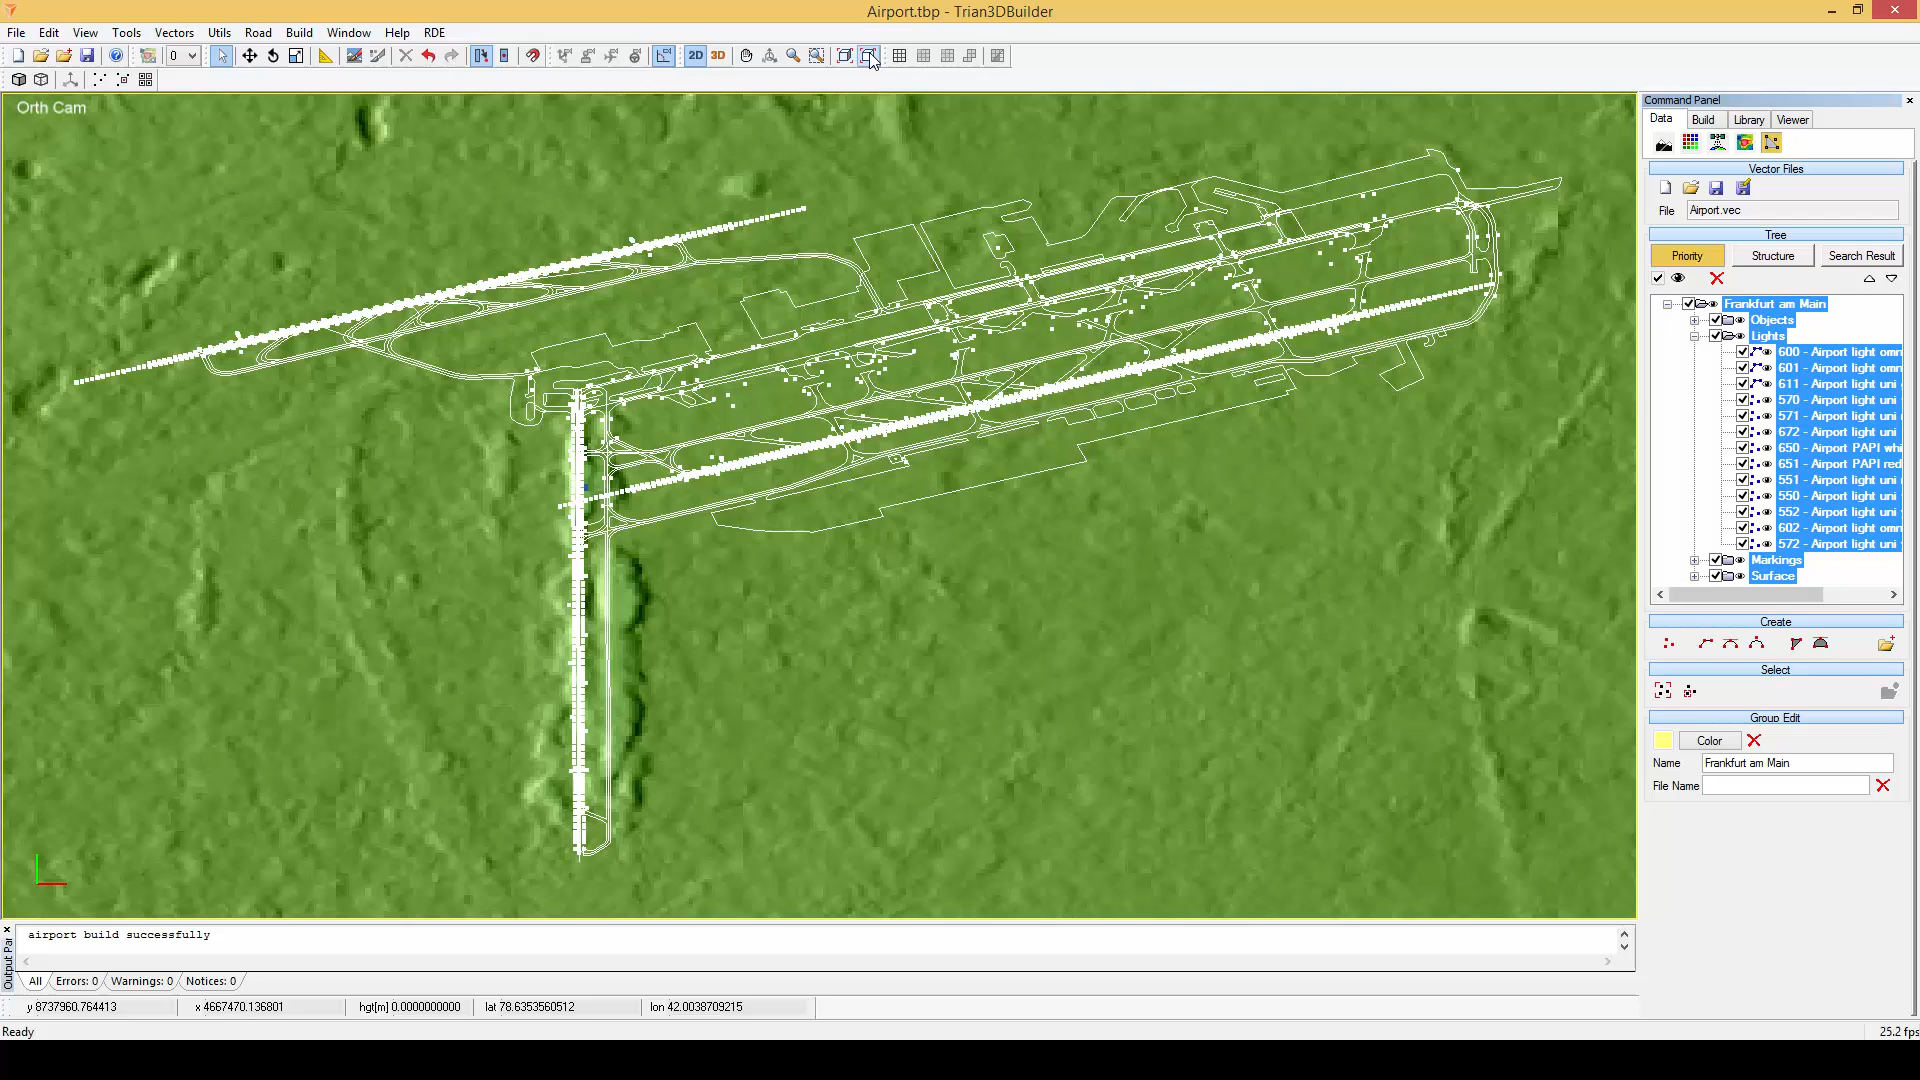 Airport.tbp - Trian3DBuilder
File Edit View Tools Vectors Utils Road Build Window Help RDE
0 2D 3D
Orth Cam
Command Panel
Data Build Library Viewer
Vector Files
File Airport.vec
Tree
Priority Structure Search Result
Frankfurt am Main
Objects
Lights
600 - Airport light omn
601 - Airport light omn
611 - Airport light uni
570 - Airport light uni
571 - Airport light uni
672 - Airport light uni
650 - Airport PAPI whi
651 - Airport PAPI red
551 - Airport light uni
550 - Airport light uni
552 - Airport light uni
602 - Airport light omn
572 - Airport light uni
Markings
Surface
Create
Select
Group Edit
Color
Name Frankfurt am Main
File Name
airport build successfully
Output Par
All Errors: 0 Warnings: 0 Notices: 0
y 8737960.764413 x 4667470.136801 hgt[m] 0.0000000000 lat 78.6353560512 lon 42.0038709215
Ready 25.2 fps